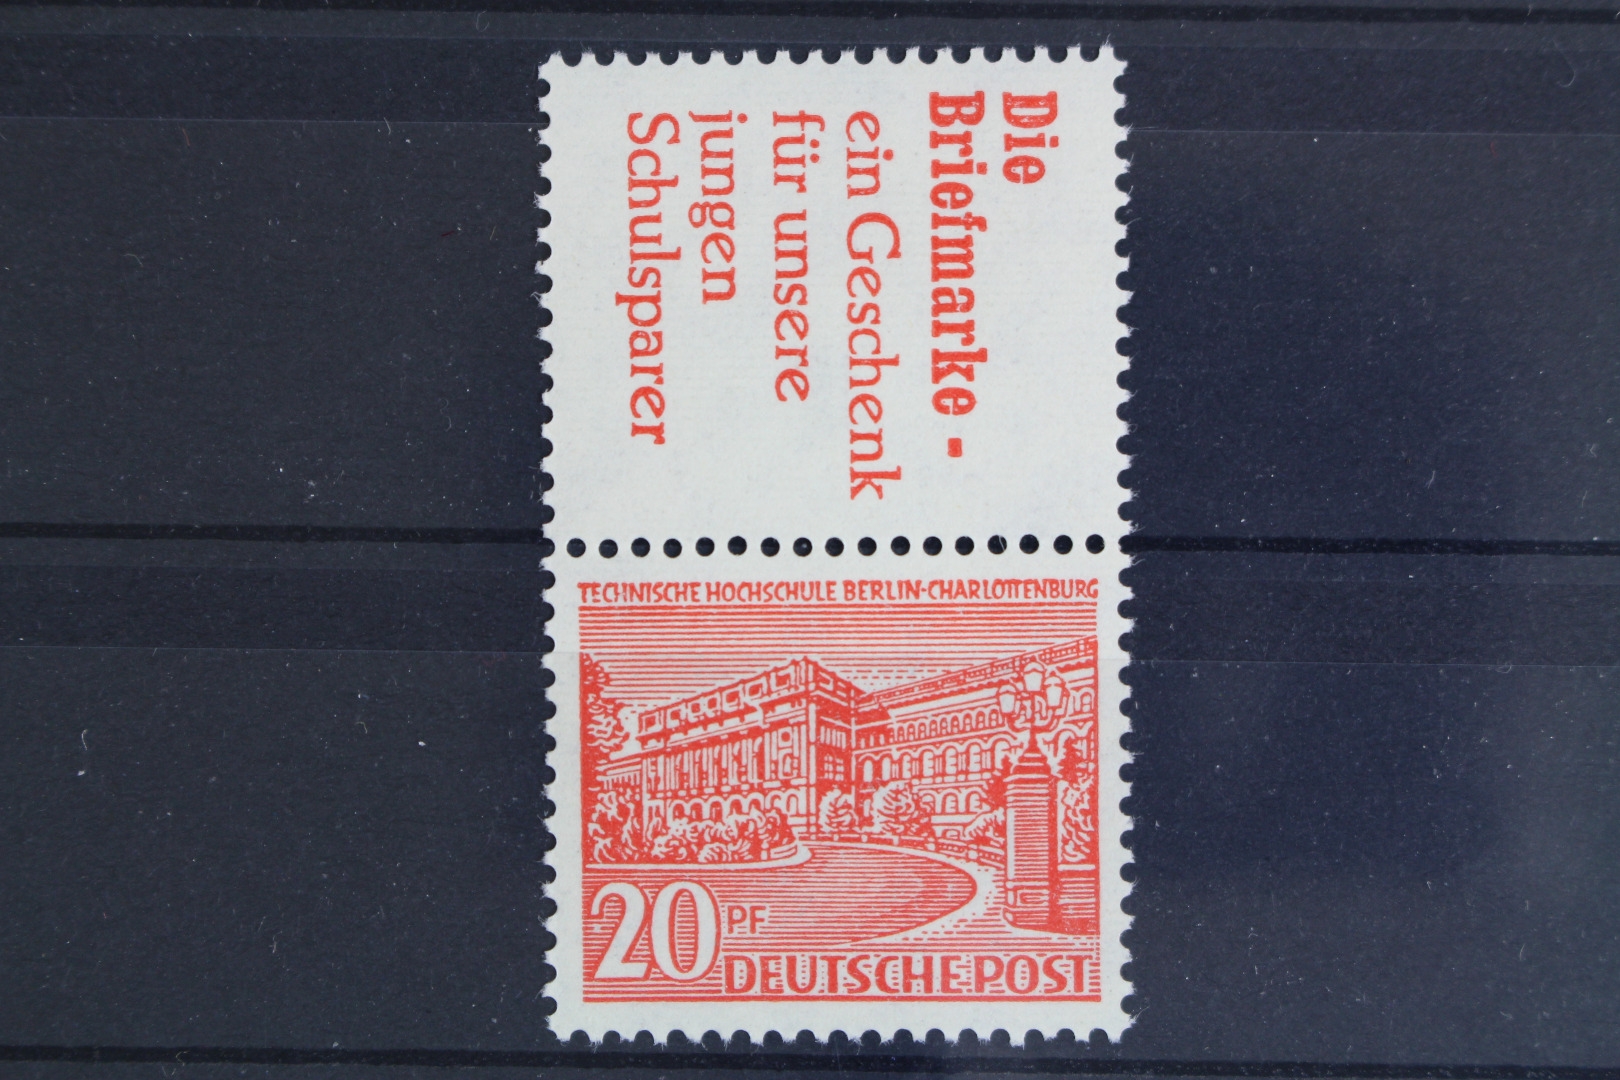 Die
Briefmarke -
ein Geschenk
für unsere
jungen
Schulsparer
TECHNISCHE HOCHSCHULE BERLIN-CHARLOTTENBURG
20 PF
DEUTSCHE POST